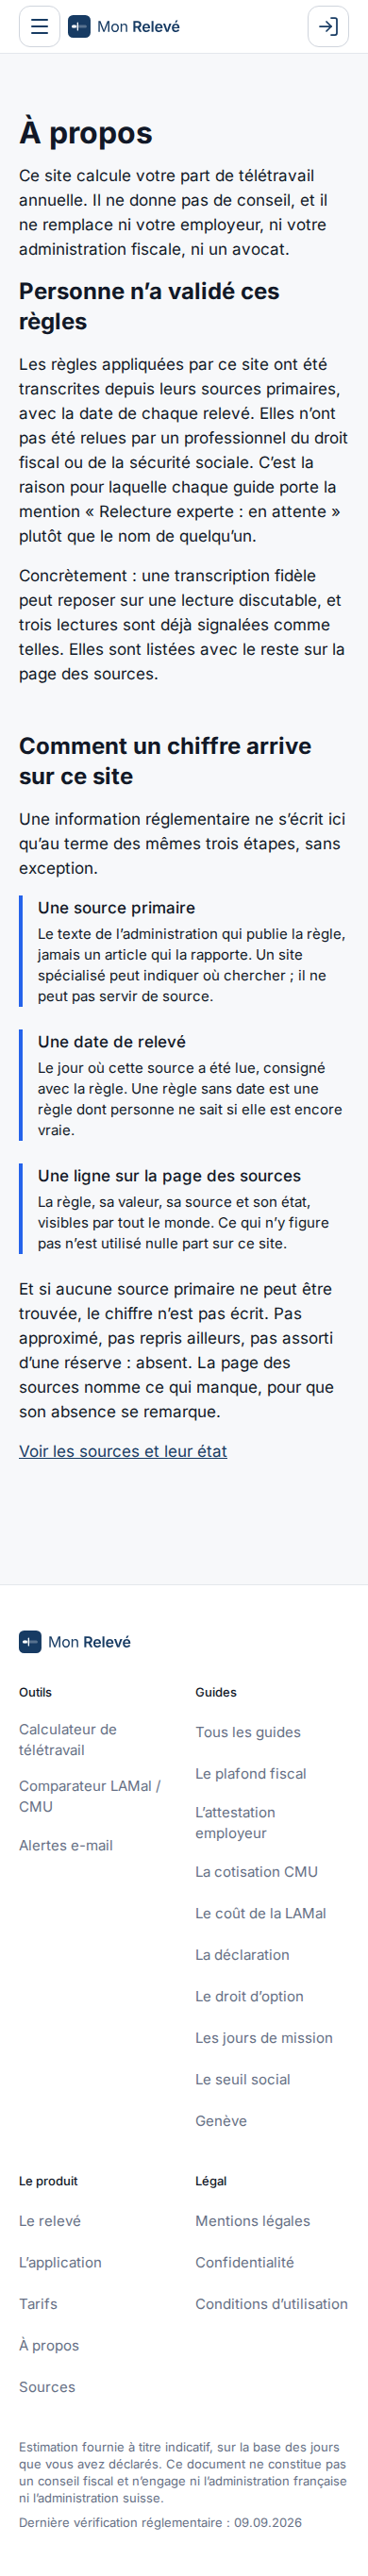 Mon Relevé
À propos
Ce site calcule votre part de télétravail
annuelle. Il ne donne pas de conseil, et il
ne remplace ni votre employeur, ni votre
administration fiscale, ni un avocat.
Personne n’a validé ces
règles
Les règles appliquées par ce site ont été
transcrites depuis leurs sources primaires,
avec la date de chaque relevé. Elles n’ont
pas été relues par un professionnel du droit
fiscal ou de la sécurité sociale. C’est la
raison pour laquelle chaque guide porte la
mention « Relecture experte : en attente »
plutôt que le nom de quelqu’un.
Concrètement : une transcription fidèle
peut reposer sur une lecture discutable, et
trois lectures sont déjà signalées comme
telles. Elles sont listées avec le reste sur la
page des sources.
Comment un chiffre arrive
sur ce site
Une information réglementaire ne s’écrit ici
qu’au terme des mêmes trois étapes, sans
exception.
Une source primaire
Le texte de l’administration qui publie la règle,
jamais un article qui la rapporte. Un site
spécialisé peut indiquer où chercher ; il ne
peut pas servir de source.
Une date de relevé
Le jour où cette source a été lue, consigné
avec la règle. Une règle sans date est une
règle dont personne ne sait si elle est encore
vraie.
Une ligne sur la page des sources
La règle, sa valeur, sa source et son état,
visibles par tout le monde. Ce qui n’y figure
pas n’est utilisé nulle part sur ce site.
Et si aucune source primaire ne peut être
trouvée, le chiffre n’est pas écrit. Pas
approximé, pas repris ailleurs, pas assorti
d’une réserve : absent. La page des
sources nomme ce qui manque, pour que
son absence se remarque.
Voir les sources et leur état
Mon Relevé
Outils
Calculateur de
télétravail
Comparateur LAMal /
CMU
Alertes e-mail
Guides
Tous les guides
Le plafond fiscal
L’attestation
employeur
La cotisation CMU
Le coût de la LAMal
La déclaration
Le droit d’option
Les jours de mission
Le seuil social
Genève
Le produit
Le relevé
L’application
Tarifs
À propos
Sources
Légal
Mentions légales
Confidentialité
Conditions d’utilisation
Estimation fournie à titre indicatif, sur la base des jours
que vous avez déclarés. Ce document ne constitue pas
un conseil fiscal et n’engage ni l’administration française
ni l’administration suisse.
Dernière vérification réglementaire : 09.09.2026